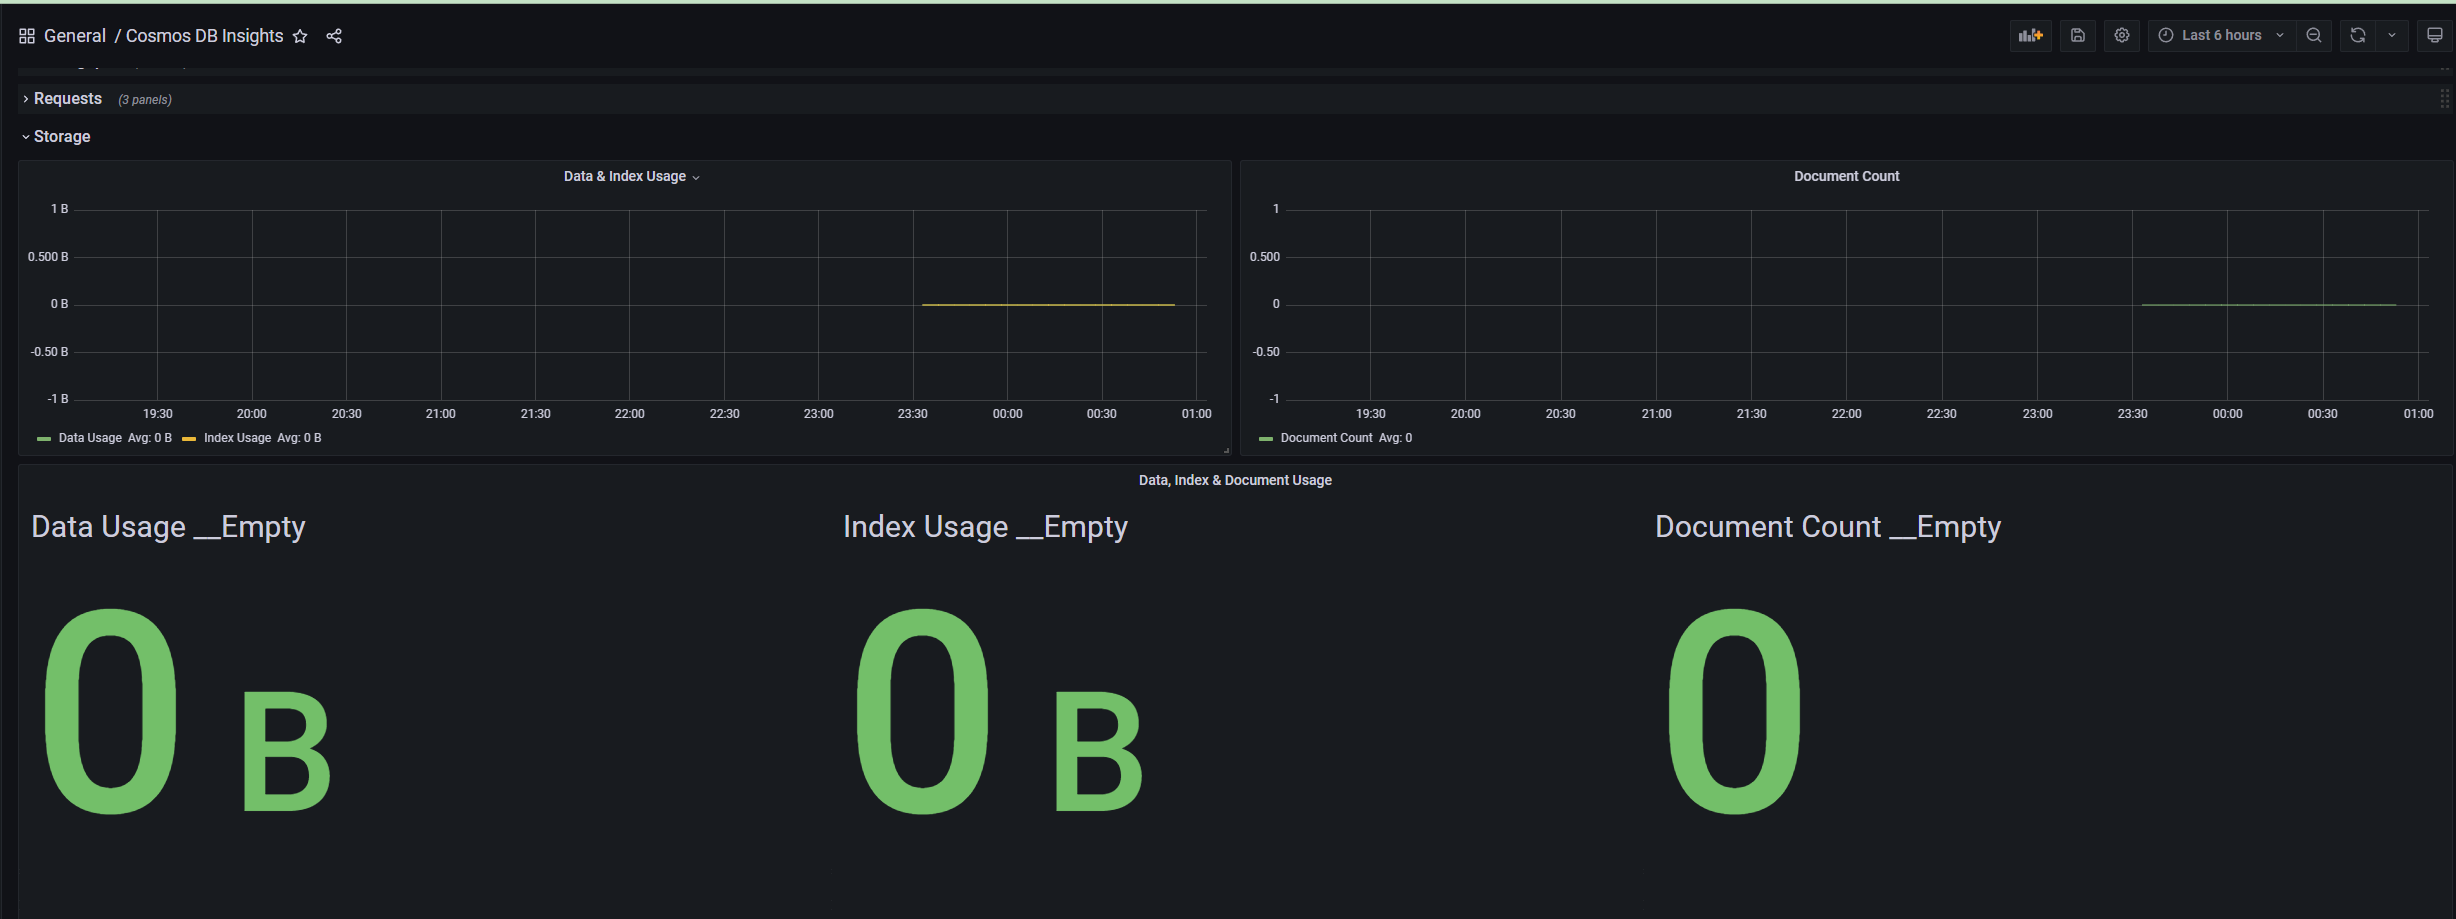 General / Cosmos DB Insights
Last 6 hours
Requests (3 panels)
Storage
Data & Index Usage
1 B
0.500 B
0 B
-0.50 B
-1 B
19:30 20:00 20:30 21:00 21:30 22:00 22:30 23:00 23:30 00:00 00:30 01:00
Data Usage Avg: 0 B Index Usage Avg: 0 B
Document Count
1
0.500
0
-0.50
-1
19:30 20:00 20:30 21:00 21:30 22:00 22:30 23:00 23:30 00:00 00:30 01:00
Document Count Avg: 0
Data, Index & Document Usage
Data Usage __Empty
0 B
Index Usage __Empty
0 B
Document Count __Empty
0